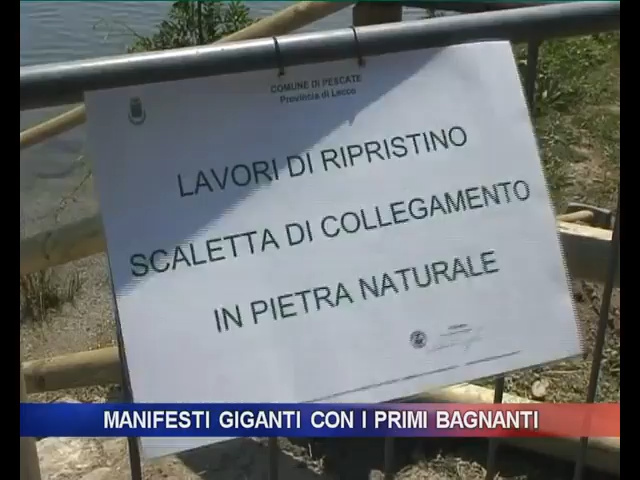 COMUNE DI PESCATE
Provincia di Lecco
LAVORI DI RIPRISTINO
SCALETTA DI COLLEGAMENTO
IN PIETRA NATURALE
MANIFESTI GIGANTI CON I PRIMI BAGNANTI